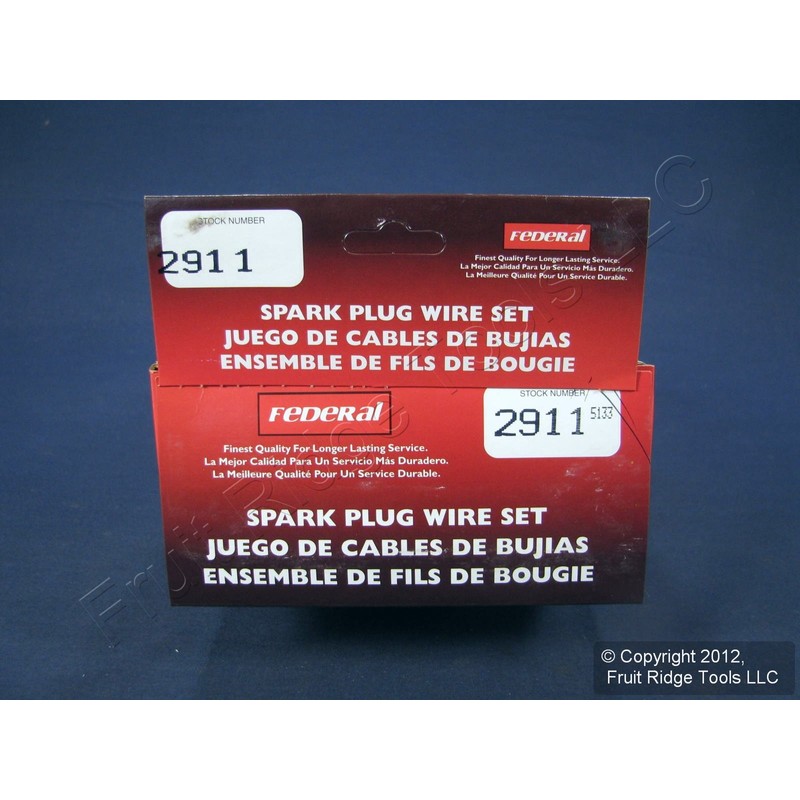 STOCK NUMBER
2911
FEDERAL
Finest Quality For Longer Lasting Service.
La Mejor Calidad Para Un Servicio Más Duradero.
La Meilleure Qualité Pour Un Service Durable.
SPARK PLUG WIRE SET
JUEGO DE CABLES DE BUJIAS
ENSEMBLE DE FILS DE BOUGIE
FEDERAL
STOCK NUMBER
2911 5133
Finest Quality For Longer Lasting Service.
La Mejor Calidad Para Un Servicio Más Duradero.
La Meilleure Qualité Pour Un Service Durable.
SPARK PLUG WIRE SET
JUEGO DE CABLES DE BUJIAS
ENSEMBLE DE FILS DE BOUGIE
Fruit Ridge Tools LLC
© Copyright 2012,
Fruit Ridge Tools LLC